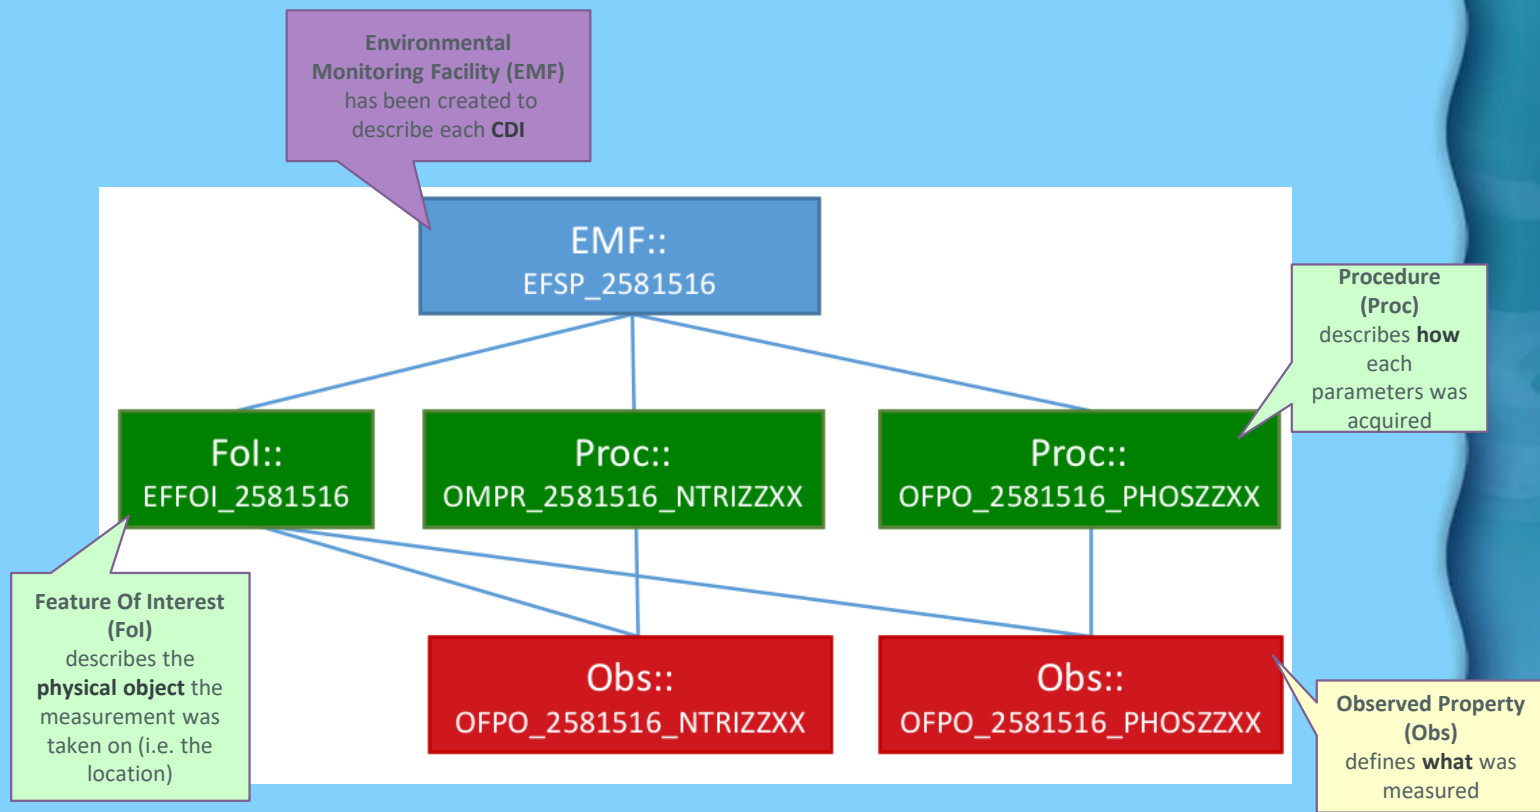 Environmental
Monitoring Facility (EMF)
has been created to
describe each CDI
EMF::
EFSP_2581516
Procedure
(Proc)
describes how
each
parameters was
acquired
FoI::
EFFOI_2581516
Proc::
OMPR_2581516_NTRIZZXX
Proc::
OFPO_2581516_PHOSZZXX
Feature Of Interest
(FoI)
describes the
physical object the
measurement was
taken on (i.e. the
location)
Obs::
OFPO_2581516_NTRIZZXX
Obs::
OFPO_2581516_PHOSZZXX
Observed Property
(Obs)
defines what was
measured